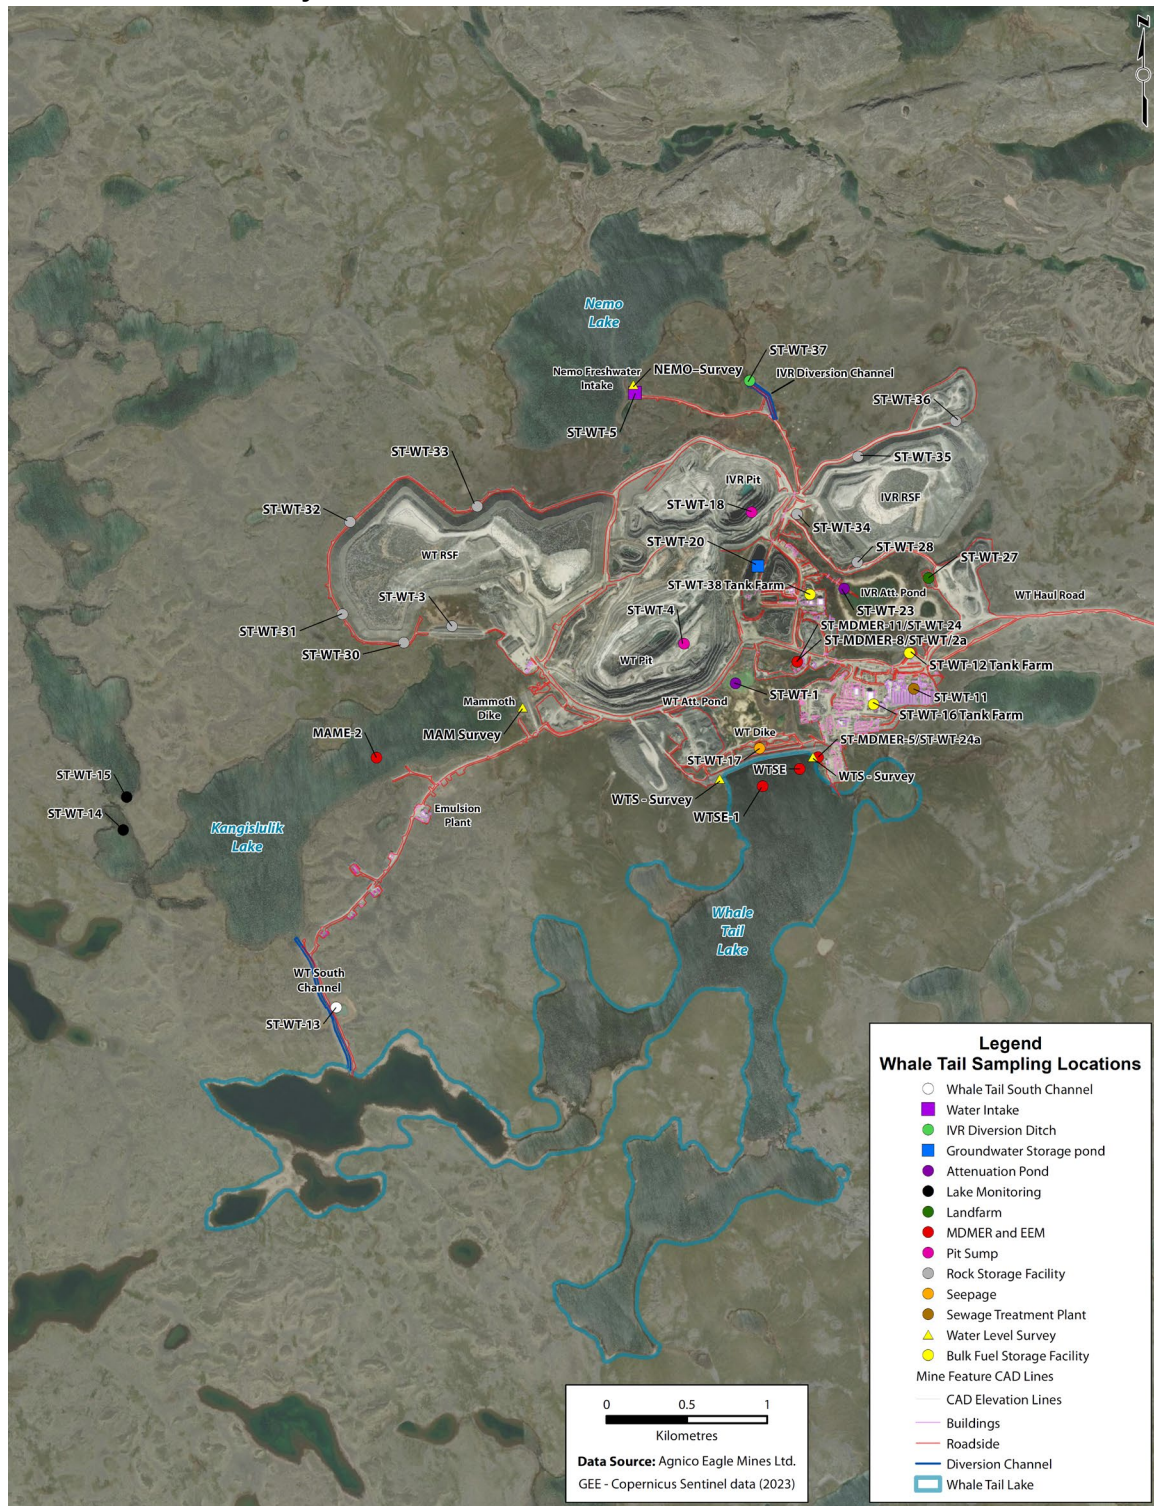 N
Nemo
Lake
ST-WT-37
Nemo Freshwater
Intake
NEMO-Survey
IVR Diversion Channel
ST-WT-36
ST-WT-5
ST-WT-33
ST-WT-35
IVR Pit
IVR RSF
ST-WT-32
ST-WT-18
ST-WT-34
ST-WT-20
ST-WT-28
WT RSF
ST-WT-27
ST-WT-38 Tank Farm
IVR Att. Pond
WT Haul Road
ST-WT-3
ST-WT-4
ST-WT-23
ST-WT-31
ST-MDMER-11/ST-WT-24
ST-MDMER-8/ST-WT/2a
ST-WT-30
WT Pit
ST-WT-12 Tank Farm
ST-WT-1
ST-WT-11
Mammoth
Dike
WT Att. Pond
ST-WT-16 Tank Farm
MAME-2
MAM Survey
WT Dike
ST-MDMER-5/ST-WT-24a
ST-WT-17
WTSE
ST-WT-15
WTS - Survey
WTS - Survey
ST-WT-14
Emulsion
Plant
WTSE-1
Kangislulik
Lake
Whale
Tail
Lake
WT South
Channel
ST-WT-13
Legend
Whale Tail Sampling Locations
Whale Tail South Channel
Water Intake
IVR Diversion Ditch
Groundwater Storage pond
Attenuation Pond
Lake Monitoring
Landfarm
MDMER and EEM
Pit Sump
Rock Storage Facility
Seepage
Sewage Treatment Plant
Water Level Survey
Bulk Fuel Storage Facility
Mine Feature CAD Lines
CAD Elevation Lines
Buildings
Roadside
Diversion Channel
Whale Tail Lake
0 0.5 1
Kilometres
Data Source: Agnico Eagle Mines Ltd.
GEE - Copernicus Sentinel data (2023)